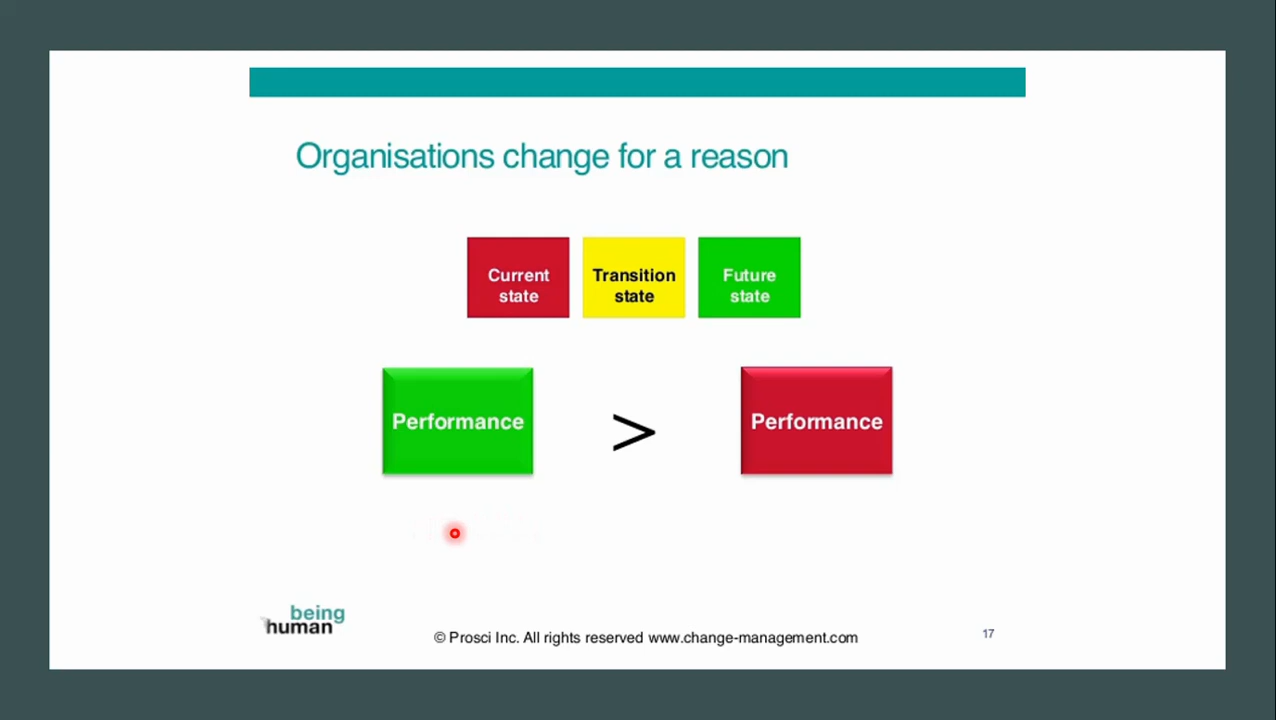 Organisations change for a reason
Current
state
Transition
state
Future
state
Performance
>
Performance
being
human
© Prosci Inc. All rights reserved www.change-management.com
17